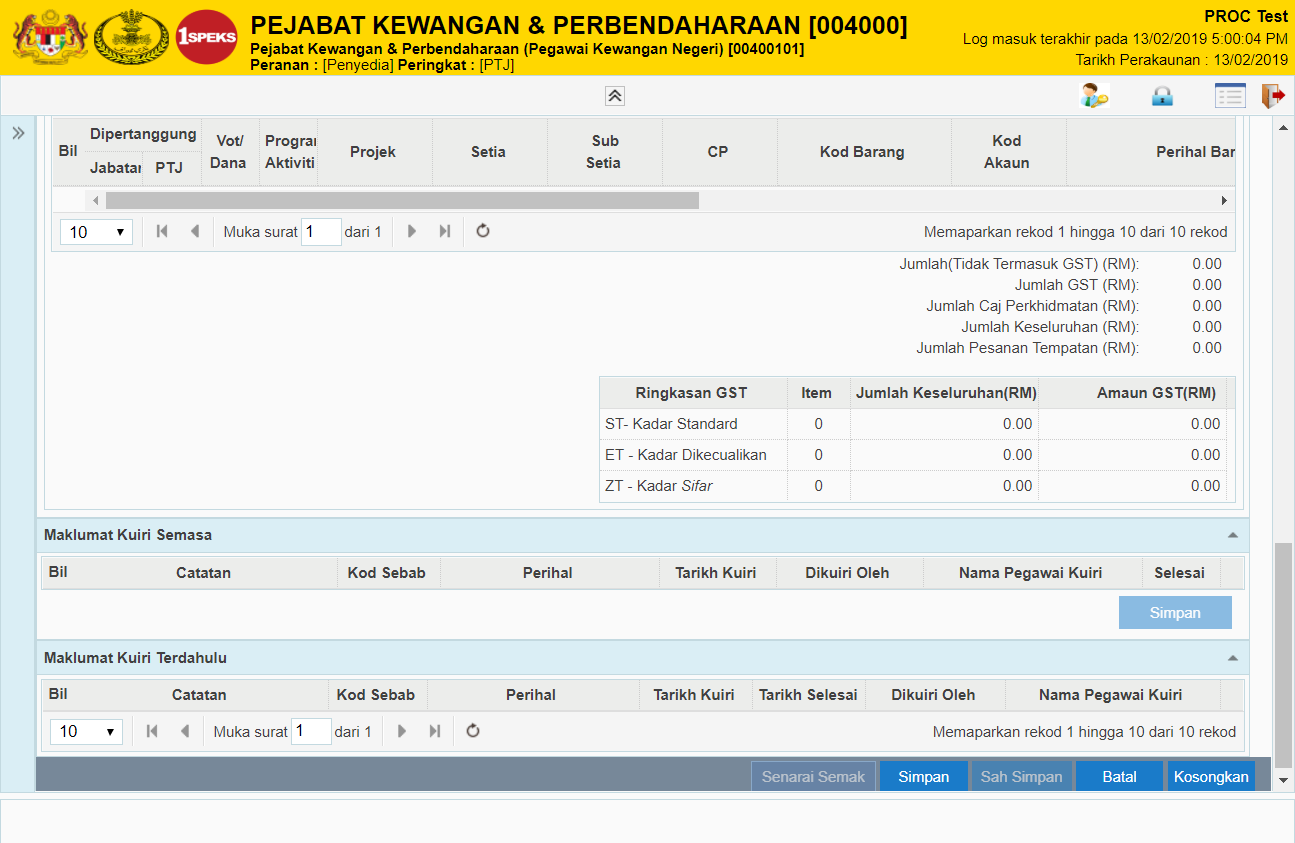 1SPEKS
PEJABAT KEWANGAN & PERBENDAHARAAN [004000]
Pejabat Kewangan & Perbendaharaan (Pegawai Kewangan Negeri) [00400101]
Peranan : [Penyedia] Peringkat : [PTJ]
PROC Test
Log masuk terakhir pada 13/02/2019 5:00:04 PM
Tarikh Perakaunan : 13/02/2019
Bil Dipertanggung Vot/ Dana Prograr Aktiviti Projek Setia Sub Setia CP Kod Barang Kod Akaun Perihal Bar
Jabatar PTJ
10 Muka surat 1 dari 1 Memaparkan rekod 1 hingga 10 dari 10 rekod
Jumlah(Tidak Termasuk GST) (RM): 0.00
Jumlah GST (RM): 0.00
Jumlah Caj Perkhidmatan (RM): 0.00
Jumlah Keseluruhan (RM): 0.00
Jumlah Pesanan Tempatan (RM): 0.00
Ringkasan GST Item Jumlah Keseluruhan(RM) Amaun GST(RM)
ST- Kadar Standard 0 0.00 0.00
ET - Kadar Dikecualikan 0 0.00 0.00
ZT - Kadar Sifar 0 0.00 0.00
Maklumat Kuiri Semasa
Bil Catatan Kod Sebab Perihal Tarikh Kuiri Dikuiri Oleh Nama Pegawai Kuiri Selesai
Simpan
Maklumat Kuiri Terdahulu
Bil Catatan Kod Sebab Perihal Tarikh Kuiri Tarikh Selesai Dikuiri Oleh Nama Pegawai Kuiri
10 Muka surat 1 dari 1 Memaparkan rekod 1 hingga 10 dari 10 rekod
Senarai Semak Simpan Sah Simpan Batal Kosongkan